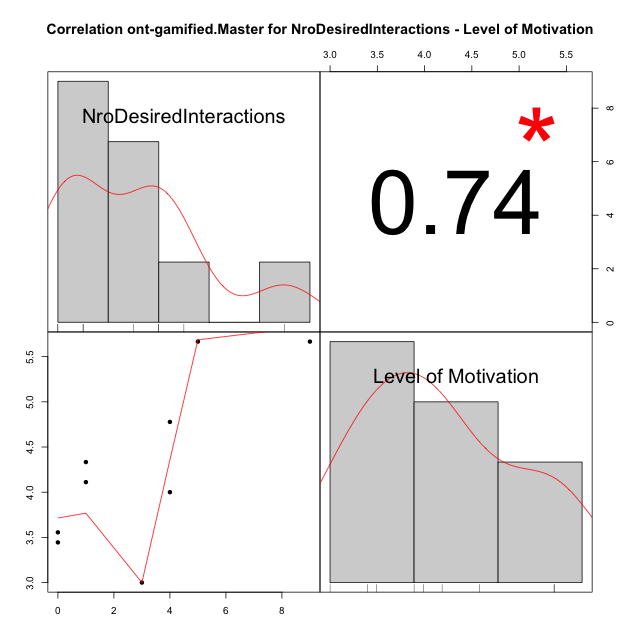 Correlation ont-gamified.Master for NroDesiredInteractions - Level of Motivation
3.0 3.5 4.0 4.5 5.0 5.5
NroDesiredInteractions
*
0.74
8
6
4
2
0
Level of Motivation
5.5
5.0
4.5
4.0
3.5
3.0
0 2 4 6 8